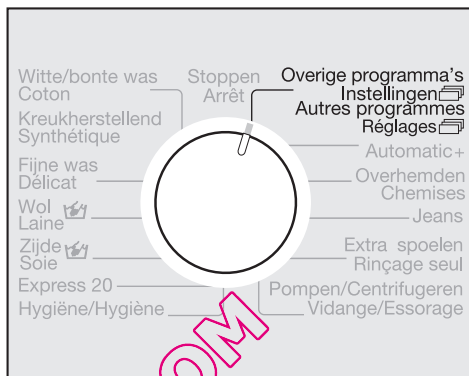 Witte/bonte was
Coton
Kreukherstellend
Synthétique
Fijne was
Délicat
Wol
Laine
Zijde
Soie
Express 20
Hygiëne/Hygiène
Stoppen
Arrêt
Overige programma's
Instellingen
Autres programmes
Réglages
Automatic+
Overhemden
Chemises
Jeans
Extra spoelen
Rinçage seul
Pompen/Centrifugeren
Vidange/Essorage
OM